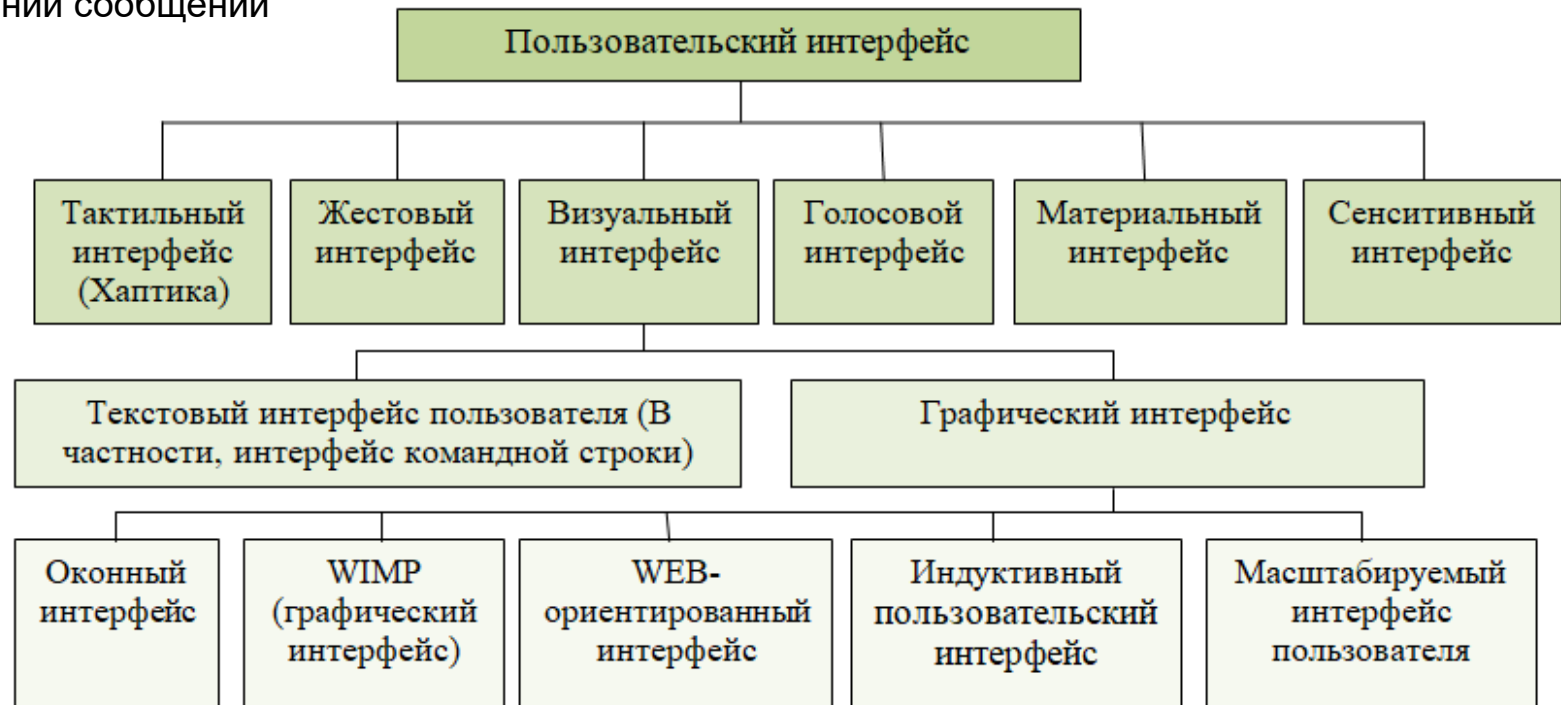 сообщений
Пользовательский интерфейс
Тактильный
интерфейс
(Хаптика)
Жестовый
интерфейс
Визуальный
интерфейс
Голосовой
интерфейс
Материальный
интерфейс
Сенситивный
интерфейс
Текстовый интерфейс пользователя (В
частности, интерфейс командной строки)
Графический интерфейс
Оконный
интерфейс
WIMP
(графический
интерфейс)
WEB-
ориентированный
интерфейс
Индуктивный
пользовательский
интерфейс
Масштабируемый
интерфейс
пользователя